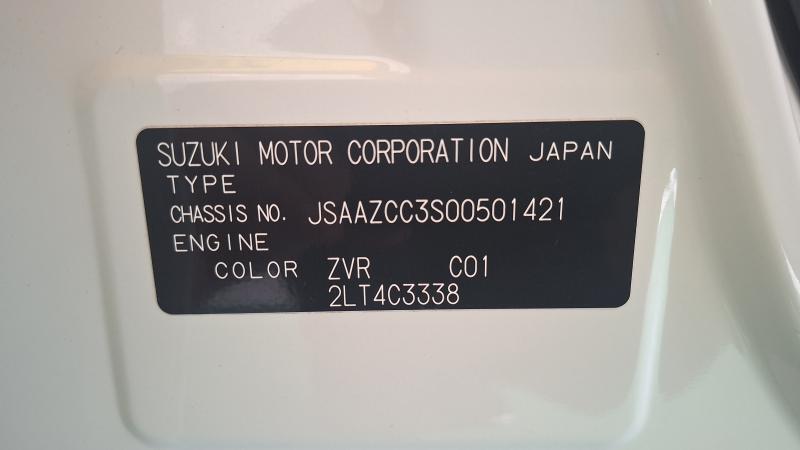 SUZUKI MOTOR CORPORATION JAPAN
TYPE
CHASSIS NO. JSAAZCC3S00501421
ENGINE
COLOR ZVR C01
2LT4C3338